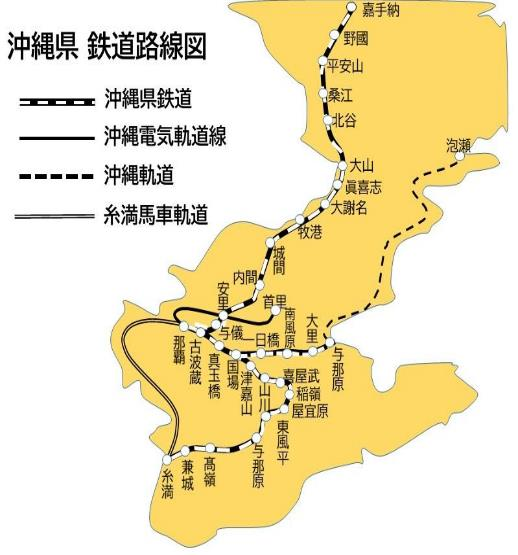 沖縄県 鉄道路線図
沖縄県鉄道
沖縄電気軌道線
沖縄軌道
糸満馬車軌道
嘉手納
野國
平安山
桑江
北谷
大山
眞喜志
大謝名
牧港
城間
内間
安里
首里
泡瀬
与儀
一日橋
南風原
大里
与那原
那覇
古波蔵
真玉橋
国場
津嘉山
山川
喜屋武
稲嶺
屋宜原
東風平
与那原
高嶺
兼城
糸満